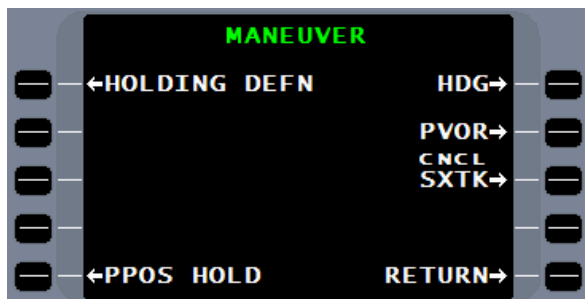 MANEUVER
←HOLDING DEFN HDG→
PVOR→
CNCL
SXTK→
←PPOS HOLD RETURN→